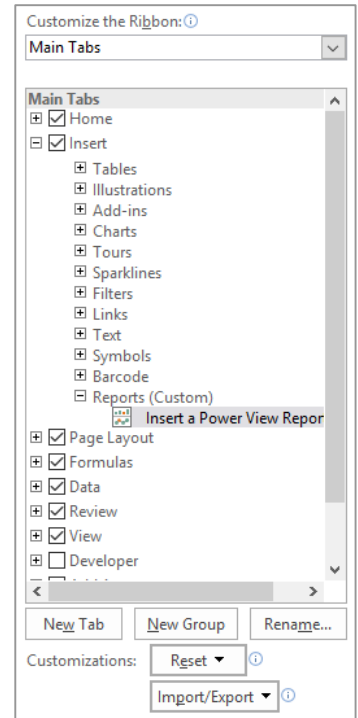 Customize the Ribbon:
Main Tabs
Main Tabs
Home
Insert
Tables
Illustrations
Add-ins
Charts
Tours
Sparklines
Filters
Links
Text
Symbols
Barcode
Reports (Custom)
Insert a Power View Repor
Page Layout
Formulas
Data
Review
View
Developer
New Tab New Group Rename...
Customizations: Reset
Import/Export